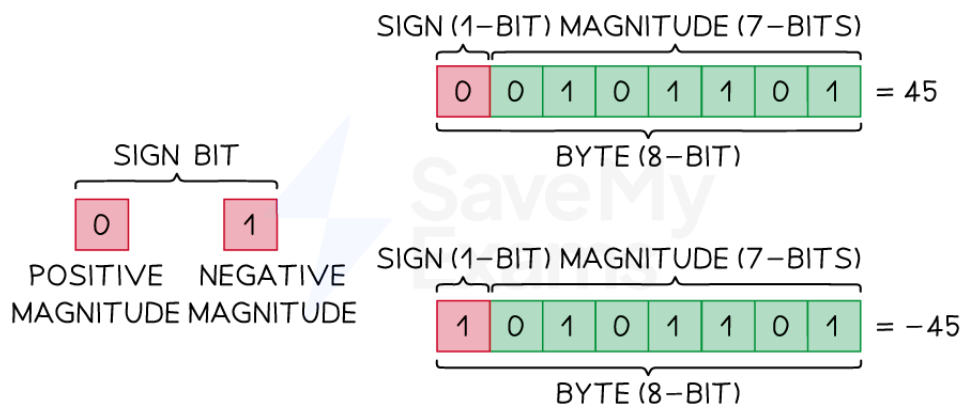 SIGN (1-BIT) MAGNITUDE (7-BITS)
0 0 1 0 1 1 0 1 = 45
BYTE (8-BIT)
SIGN BIT
0 1
POSITIVE MAGNITUDE
NEGATIVE MAGNITUDE
SaveMy
Exams
SIGN (1-BIT) MAGNITUDE (7-BITS)
1 0 1 0 1 1 0 1 = -45
BYTE (8-BIT)